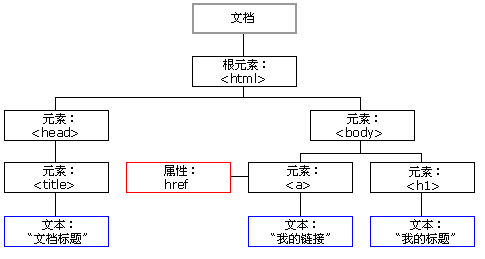 文档
根元素：
<html>
元素：
<head>
元素：
<body>
元素：
<title>
属性：
href
元素：
<a>
元素：
<h1>
文本：
“文档标题”
文本：
“我的链接”
文本：
“我的标题”